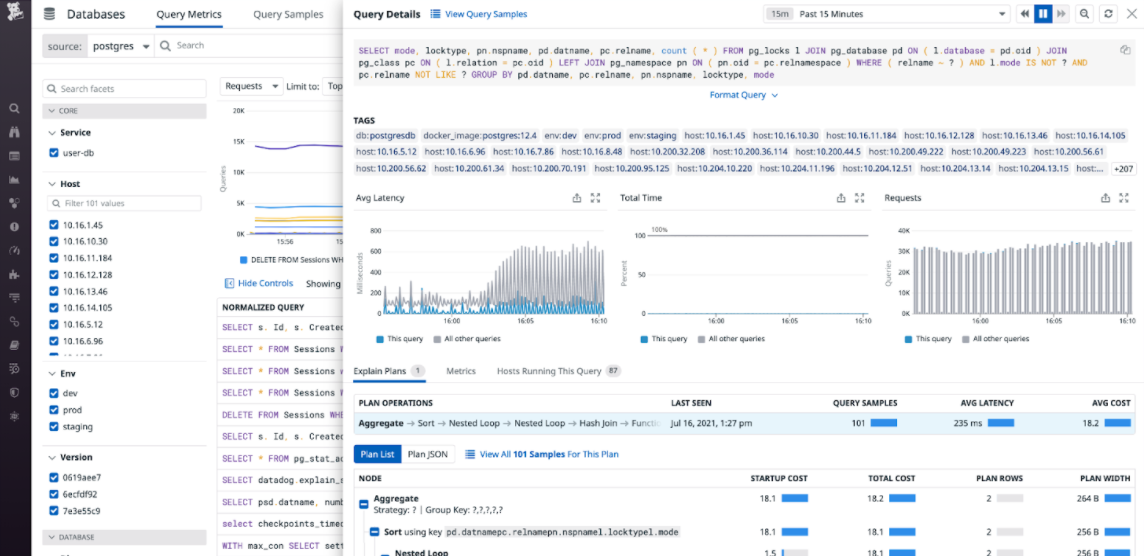 Databases
Query Metrics
Query Samples
source:
postgres
Search
Search facets
CORE
Service
user-db
Host
Filter 101 values
10.16.1.45
10.16.10.30
10.16.11.184
10.16.12.128
10.16.13.46
10.16.14.105
10.16.5.12
10.16.6.96
Env
dev
prod
staging
Version
0619aee7
6ecfdf92
7e3e55c9
DATABASE
Requests
Limit to:
Top
20K
15K
10K
5K
0K
Queries
15:56
DELETE FROM Sessions WH
Hide Controls
Showing
NORMALIZED QUERY
SELECT s. Id, s. Created
SELECT * FROM Sessions W
SELECT * FROM Sessions w
SELECT * FROM Sessions W
DELETE FROM Sessions WHE
SELECT s. Id, s. Created
SELECT * FROM pg_stat_ac
SELECT datadog.explain_s
SELECT psd.datname, numb
select checkpoints_timed
WITH max_con SELECT sett
Query Details
View Query Samples
15m
Past 15 Minutes
SELECT mode, locktype, pn.nspname, pd.datname, pc.relname, count ( * ) FROM pg_locks l JOIN pg_database pd ON ( l.database = pd.oid ) JOIN
pg_class pc ON ( l.relation = pc.oid ) LEFT JOIN pg_namespace pn ON ( pn.oid = pc.relnamespace ) WHERE ( relname ~ ? ) AND l.mode IS NOT ? AND
pc.relname NOT LIKE ? GROUP BY pd.datname, pc.relname, pn.nspname, locktype, mode
Format Query
TAGS
db:postgresdb docker_image:postgres:12.4 env:dev env:prod env:staging host:10.16.1.45 host:10.16.10.30 host:10.16.11.184 host:10.16.12.128 host:10.16.13.46 host:10.16.14.105
host:10.16.5.12 host:10.16.6.96 host:10.16.7.86 host:10.16.8.48 host:10.200.32.208 host:10.200.36.114 host:10.200.44.5 host:10.200.49.222 host:10.200.49.223 host:10.200.56.61
host:10.200.56.62 host:10.200.61.34 host:10.200.70.191 host:10.200.95.125 host:10.204.10.220 host:10.204.11.196 host:10.204.12.51 host:10.204.13.14 host:10.204.13.15 host:... +207
Avg Latency
800
600
400
200
0
Milliseconds
16:00 16:05 16:10
This query
All other queries
Total Time
100%
100
50
0
Percent
16:00 16:05 16:10
This query
All other queries
Requests
40K
30K
20K
10K
0K
Queries
16:00 16:05 16:10
This query
All other queries
Explain Plans 1
Metrics
Hosts Running This Query 87
PLAN OPERATIONS LAST SEEN QUERY SAMPLES AVG LATENCY AVG COST
Aggregate → Sort → Nested Loop → Nested Loop → Hash Join → Functi Jul 16, 2021, 1:27 pm 101 235 ms 18.2
Plan List
Plan JSON
View All 101 Samples For This Plan
NODE STARTUP COST TOTAL COST PLAN ROWS PLAN WIDTH
Aggregate 18.1 18.2 2 264 B
Strategy: ? | Group Key: ?,?,?,?,?
Sort using key pd.datnamepc.relnamepn.nspnamel.locktypel.mode 18.1 18.1 2 256 B
Nested Loop 1.5 18.1 2 256 B